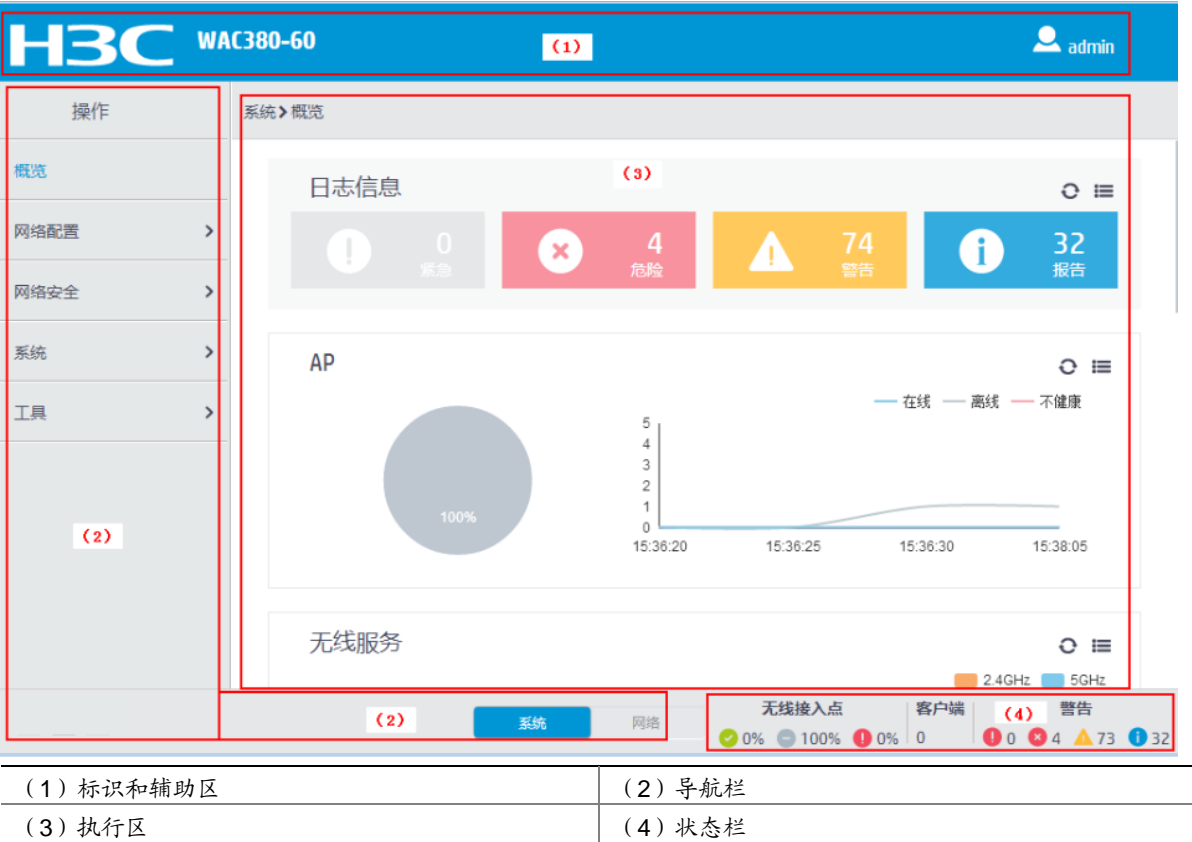 H3C WAC380-60
（1）
admin
操作
概览
网络配置
网络安全
系统
工具
（2）
系统>概览
（3）
日志信息
0
紧急
4
危险
74
警告
32
报告
AP
在线 离线 不健康
100%
5
4
3
2
1
0
15:36:20 15:36:25 15:36:30 15:38:05
无线服务
2.4GHz 5GHz
（2）
系统 网络
无线接入点 客户端 （4） 警告
0% 100% 0% 0 0 4 73 32
（1）标识和辅助区 （2）导航栏
（3）执行区 （4）状态栏